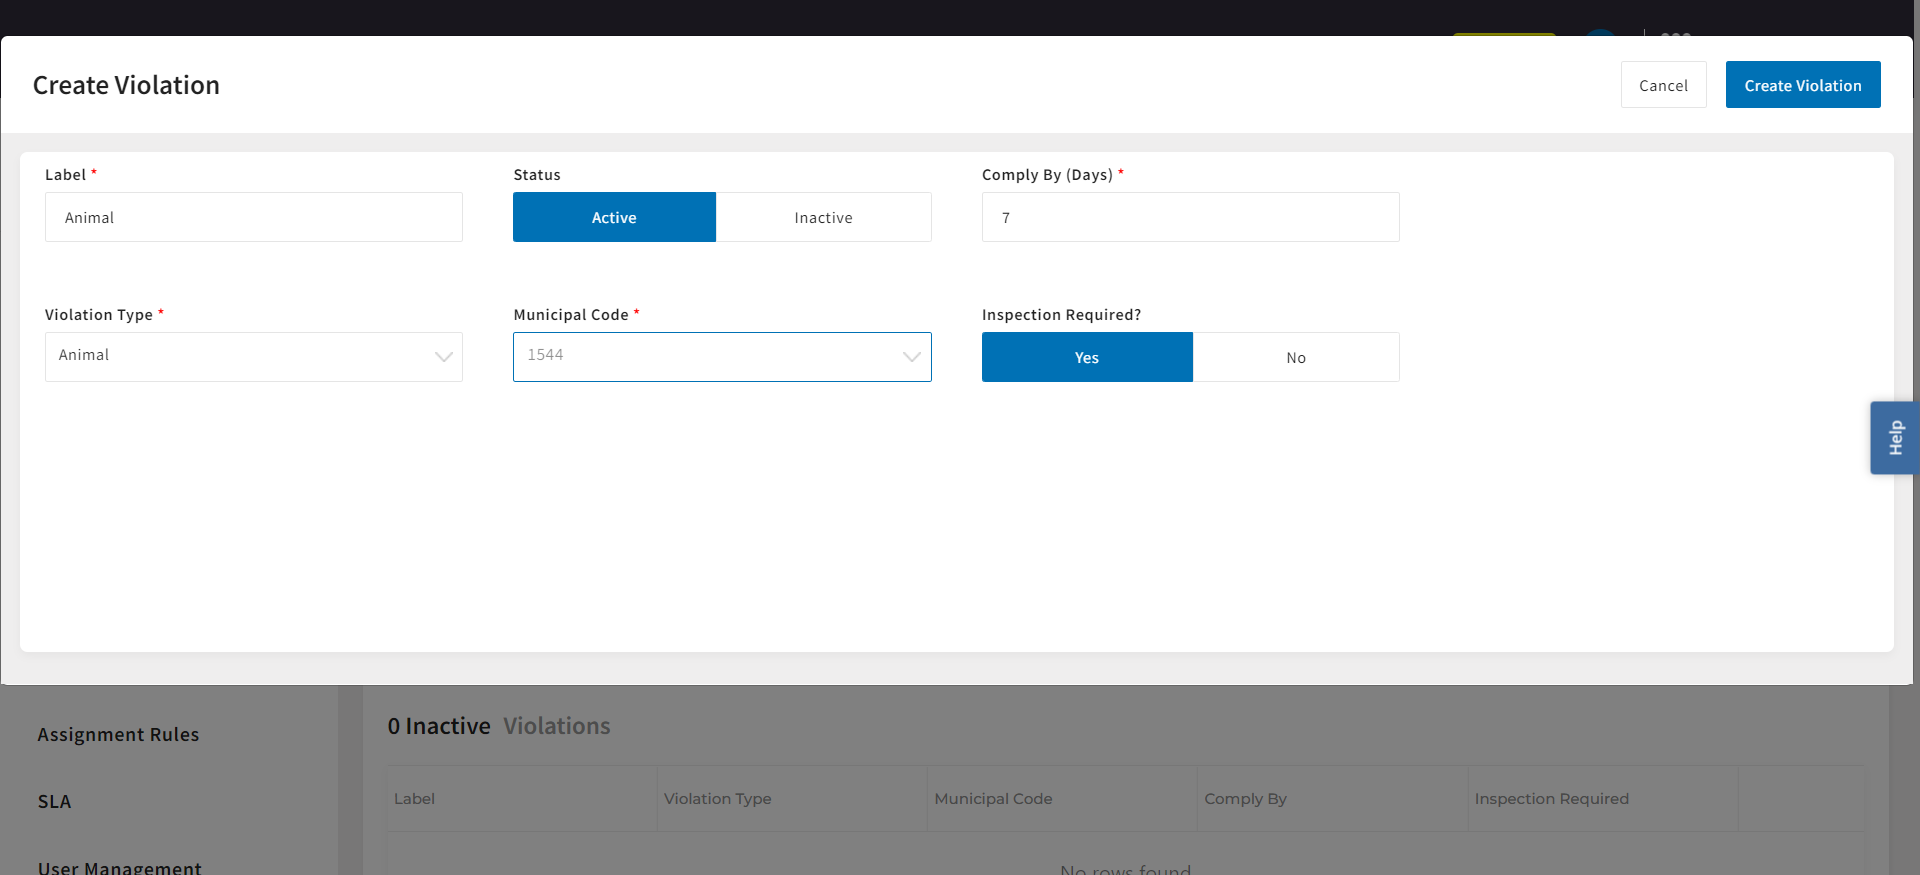 Create Violation
Cancel
Create Violation
Label *
Status
Comply By (Days) *
Animal
Active
Inactive
7
Violation Type *
Municipal Code *
Inspection Required?
Animal
1544
Yes
No
Help
Assignment Rules
SLA
User Management
0 Inactive Violations
Label
Violation Type
Municipal Code
Comply By
Inspection Required
No rows found